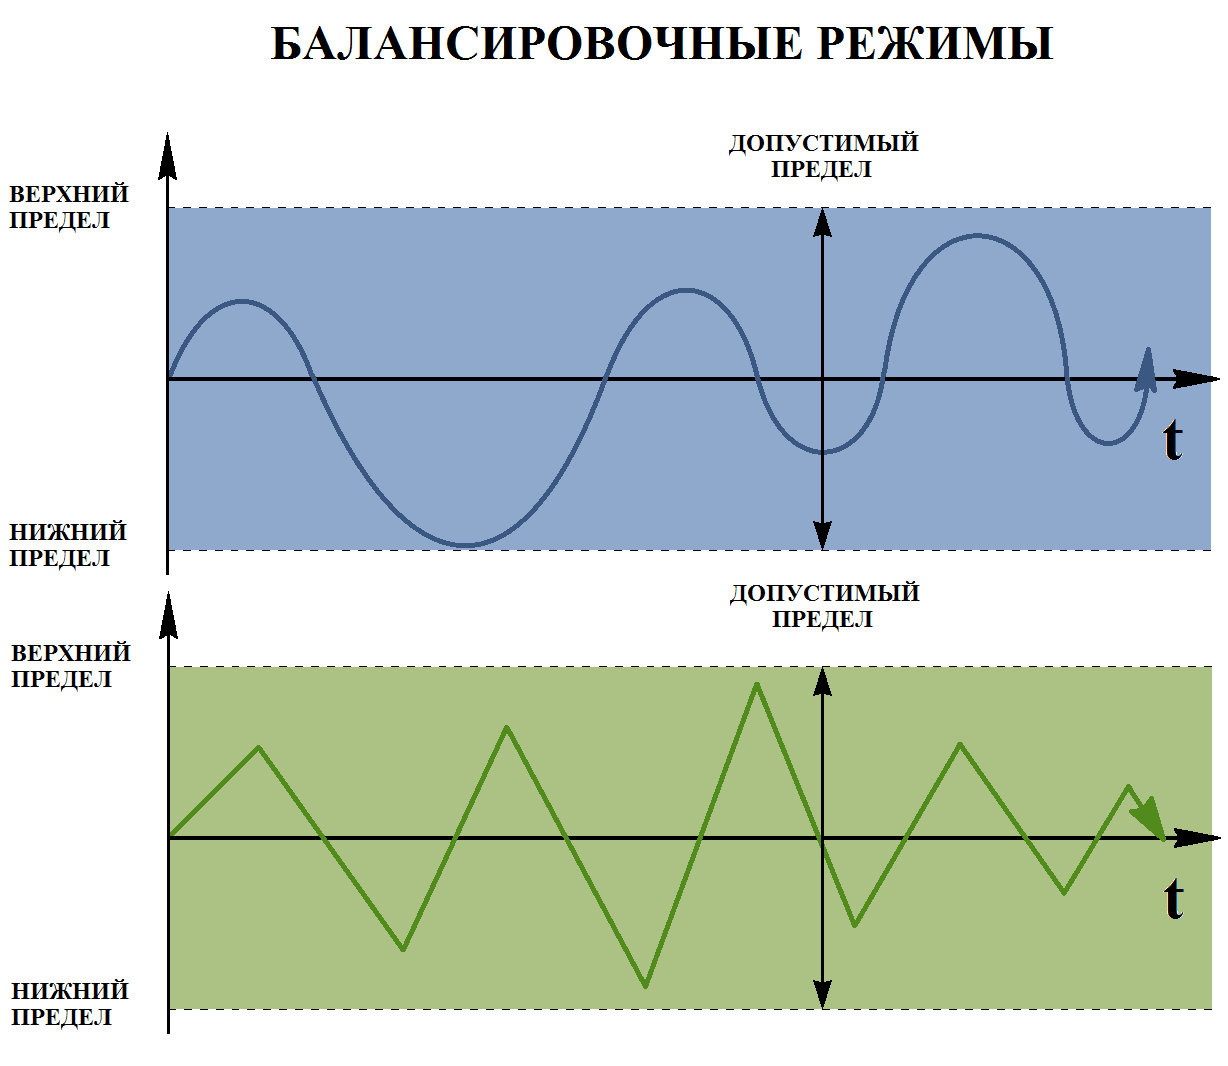 БАЛАНСИРОВОЧНЫЕ РЕЖИМЫ
ДОПУСТИМЫЙ
ПРЕДЕЛ
ВЕРХНИЙ
ПРЕДЕЛ
t
НИЖНИЙ
ПРЕДЕЛ
ДОПУСТИМЫЙ
ПРЕДЕЛ
ВЕРХНИЙ
ПРЕДЕЛ
t
НИЖНИЙ
ПРЕДЕЛ